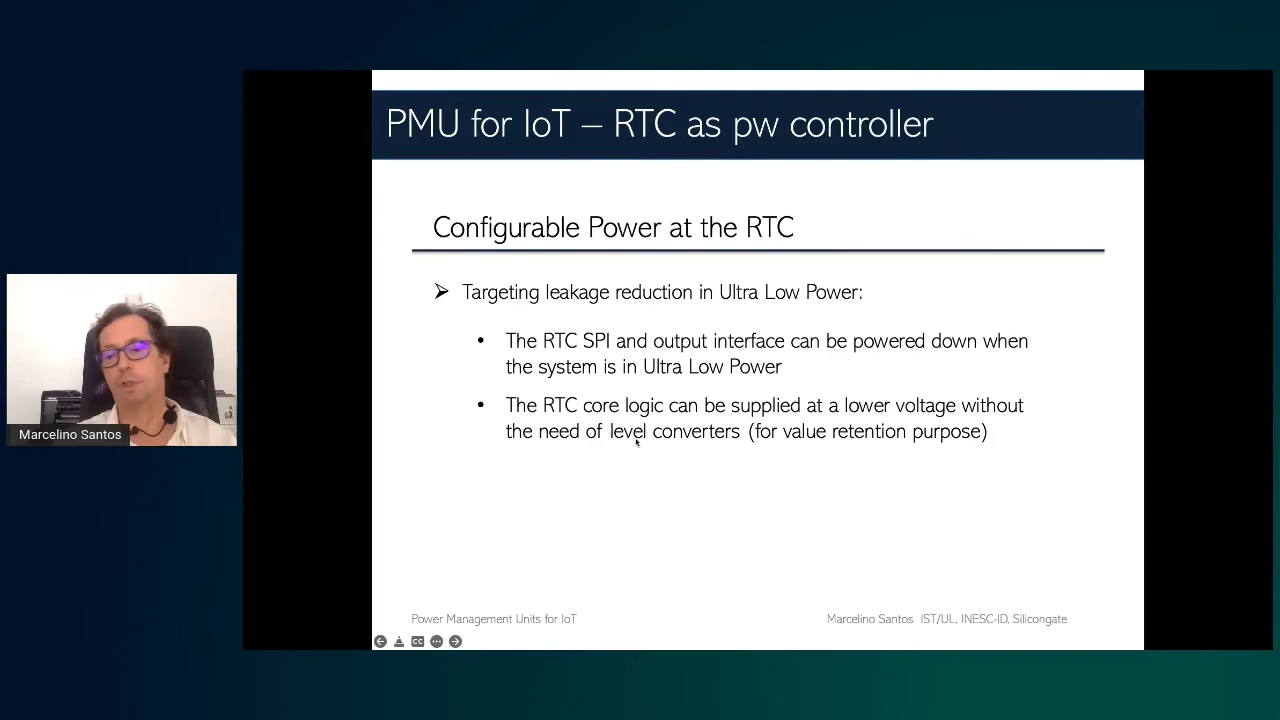 PMU for IoT – RTC as pw controller
Configurable Power at the RTC
➢ Targeting leakage reduction in Ultra Low Power:
• The RTC SPI and output interface can be powered down when
the system is in Ultra Low Power
• The RTC core logic can be supplied at a lower voltage without
the need of level converters (for value retention purpose)
Marcelino Santos
Power Management Units for IoT
Marcelino Santos IST/UL, INESC-ID, Silicongate
CC